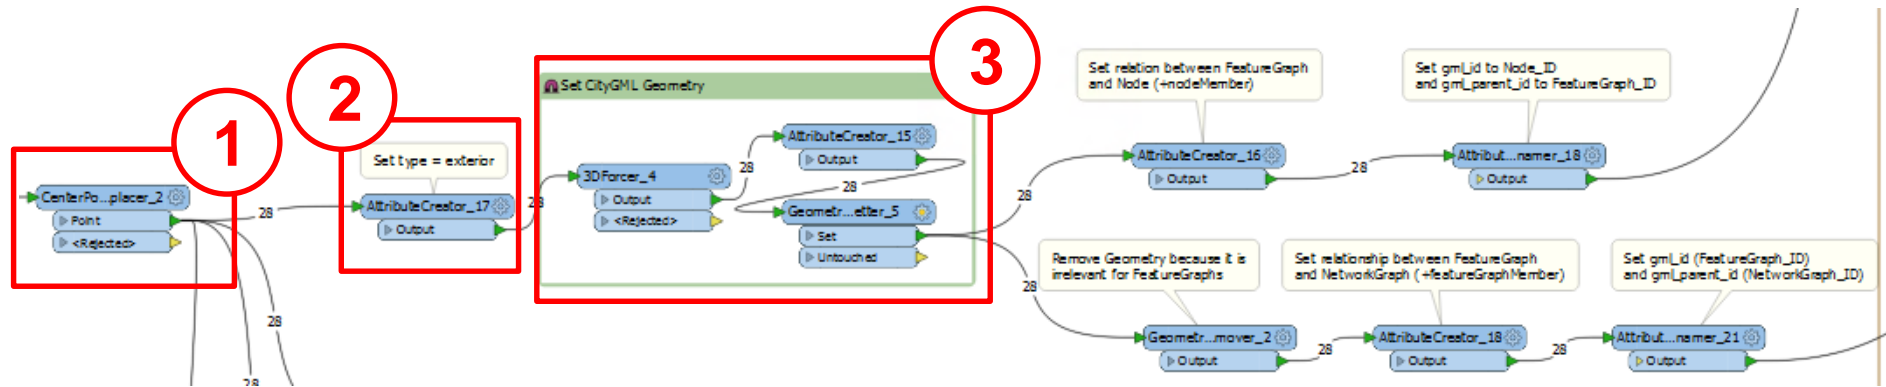 1
CenterPo...placer_2
Point
<Rejected>
28
28
28
2
Set type = exterior
AttributeCreator_17
Output
28
3
Set CityGML Geometry
3DForcer_4
Output
<Rejected>
28
AttributeCreator_15
Output
28
Geometr...etter_5
Set
Untouched
28
28
Set relation between FeatureGraph
and Node (+nodeMember)
AttributeCreator_16
Output
28
Set gml_id to Node_ID
and gml_parent_id to FeatureGraph_ID
Attribut...namer_18
Output
Remove Geometry because it is
irrelevant for FeatureGraphs
Geometr...mover_2
Output
28
Set relationship between FeatureGraph
and NetworkGraph (+featureGraphMember)
AttributeCreator_18
Output
28
Set gml_id (FeatureGraph_ID)
and gml_parent_id (NetworkGraph_ID)
Attribut...namer_21
Output